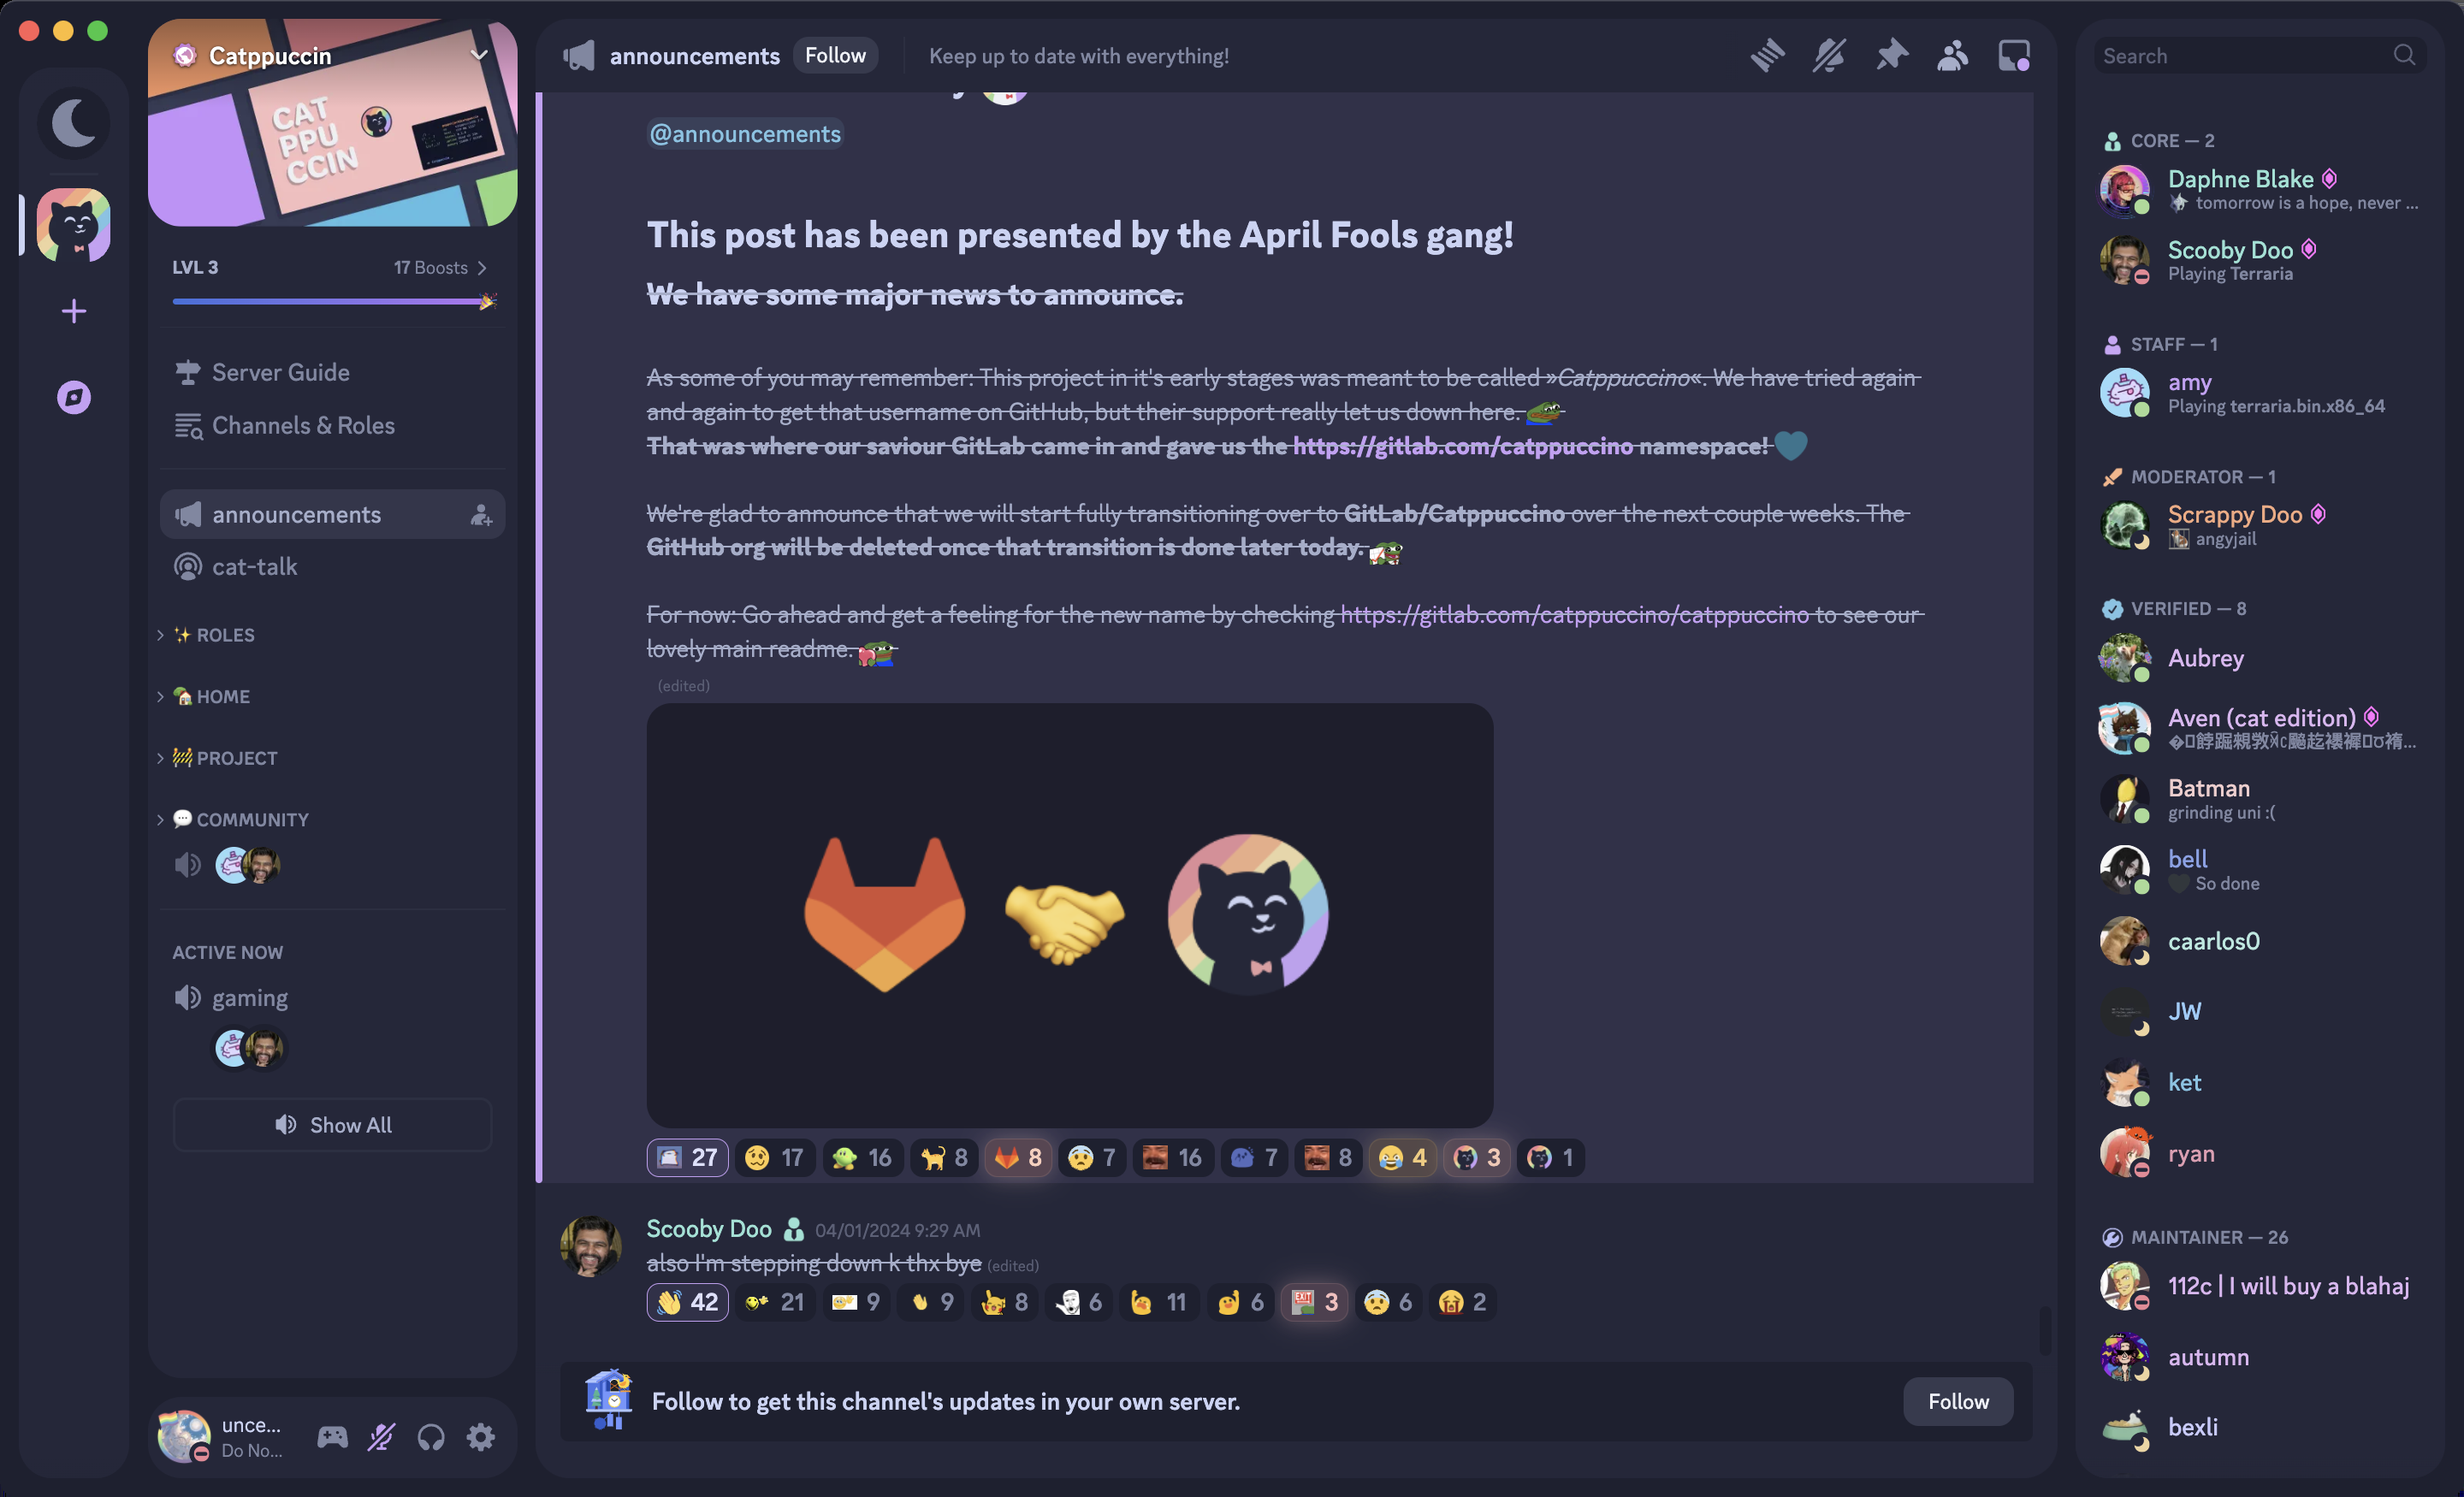 Catppuccin
CAT
PPU
CCIN
LVL 3
17 Boosts
Server Guide
Channels & Roles
announcements
cat-talk
ROLES
HOME
PROJECT
COMMUNITY
ACTIVE NOW
gaming
Show All
unce...
Do No...
announcements
Follow
Keep up to date with everything!
@announcements
This post has been presented by the April Fools gang!
We have some major news to announce.
As some of you may remember: This project in it's early stages was meant to be called »Catppuccino«. We have tried again
and again to get that username on GitHub, but their support really let us down here.
That was where our saviour GitLab came in and gave us the https://gitlab.com/catppuccino namespace!
We're glad to announce that we will start fully transitioning over to GitLab/Catppuccino over the next couple weeks. The
GitHub org will be deleted once that transition is done later today.
For now: Go ahead and get a feeling for the new name by checking https://gitlab.com/catppuccino/catppuccino to see our
lovely main readme.
(edited)
27 17 16 8 8 7 16 7 8 4 3 1
Scooby Doo 04/01/2024 9:29 AM
also I'm stepping down k thx bye (edited)
42 21 9 9 8 6 11 6 EXIT 3 6 2
Follow to get this channel's updates in your own server.
Follow
Search
CORE — 2
Daphne Blake
tomorrow is a hope, never ...
Scooby Doo
Playing Terraria
STAFF — 1
amy
Playing terraria.bin.x86_64
MODERATOR — 1
Scrappy Doo
angyjail
VERIFIED — 8
Aubrey
Aven (cat edition)
Batman
grinding uni :(
bell
So done
caarlos0
JW
ket
ryan
MAINTAINER — 26
112c | I will buy a blahaj
autumn
bexli